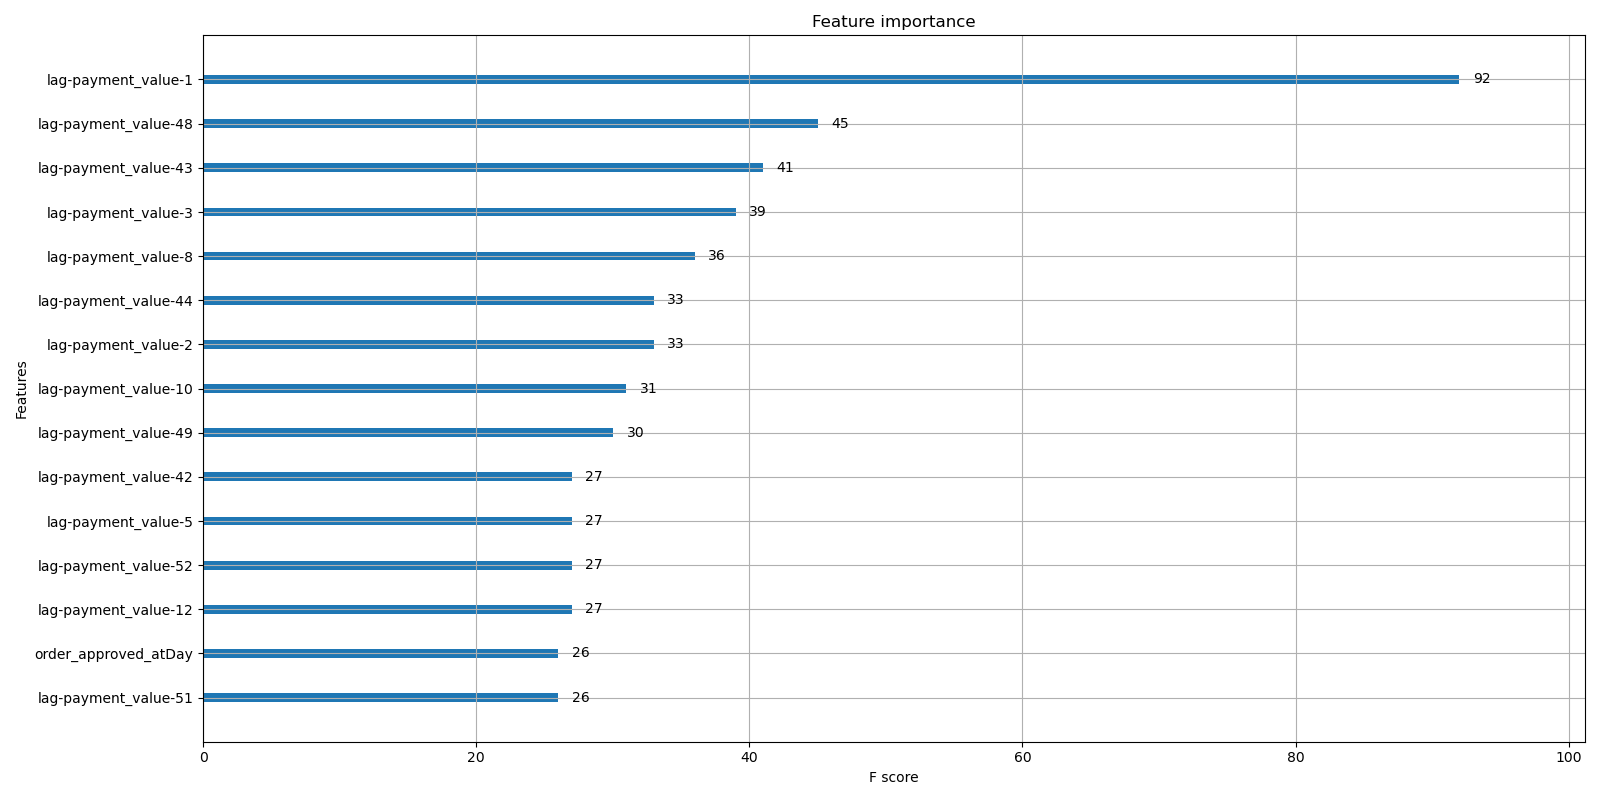 Feature importance
lag-payment_value-1 92
lag-payment_value-48 45
lag-payment_value-43 41
lag-payment_value-3 39
lag-payment_value-8 36
lag-payment_value-44 33
lag-payment_value-2 33
lag-payment_value-10 31
lag-payment_value-49 30
lag-payment_value-42 27
lag-payment_value-5 27
lag-payment_value-52 27
lag-payment_value-12 27
order_approved_atDay 26
lag-payment_value-51 26
Features
0 20 40 60 80 100
F score